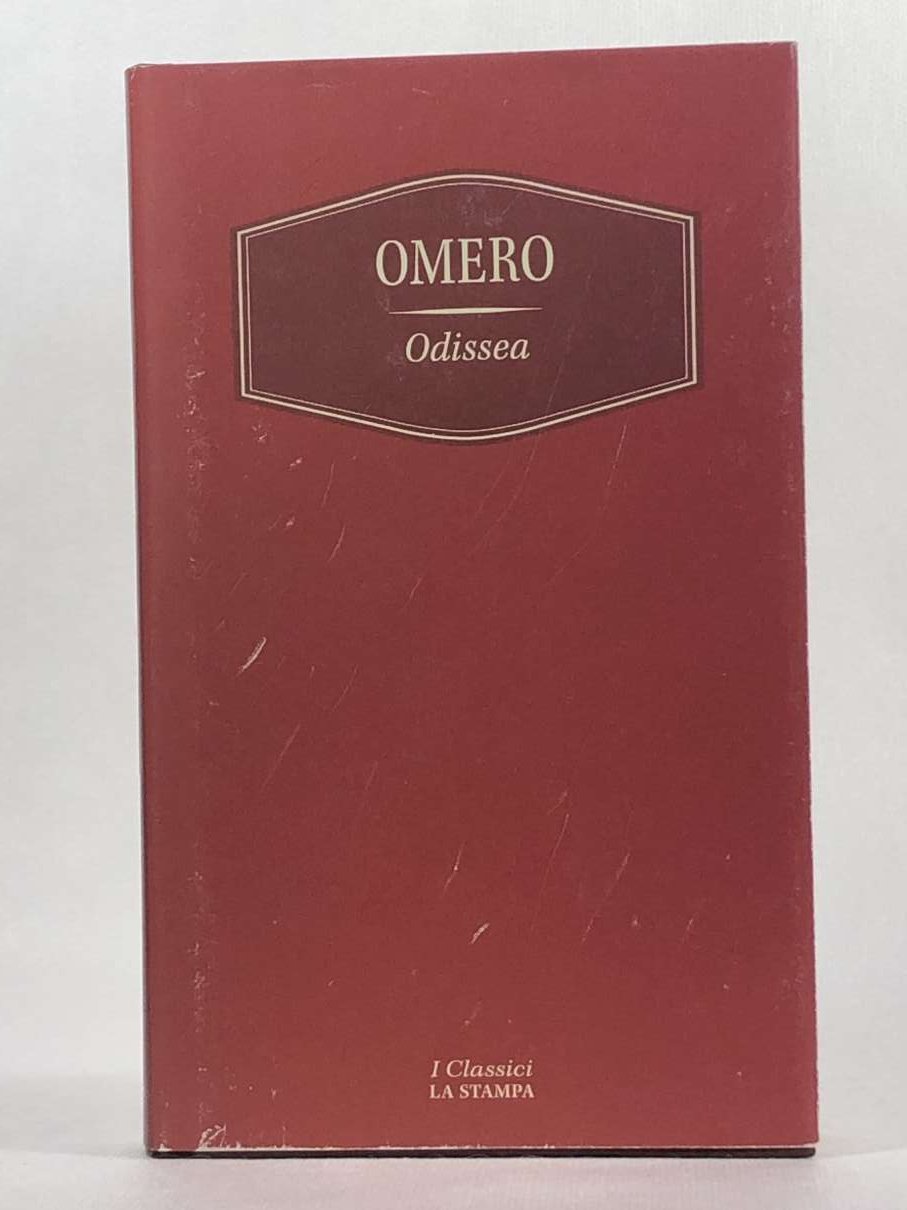 OMERO
Odissea
I Classici
LA STAMPA